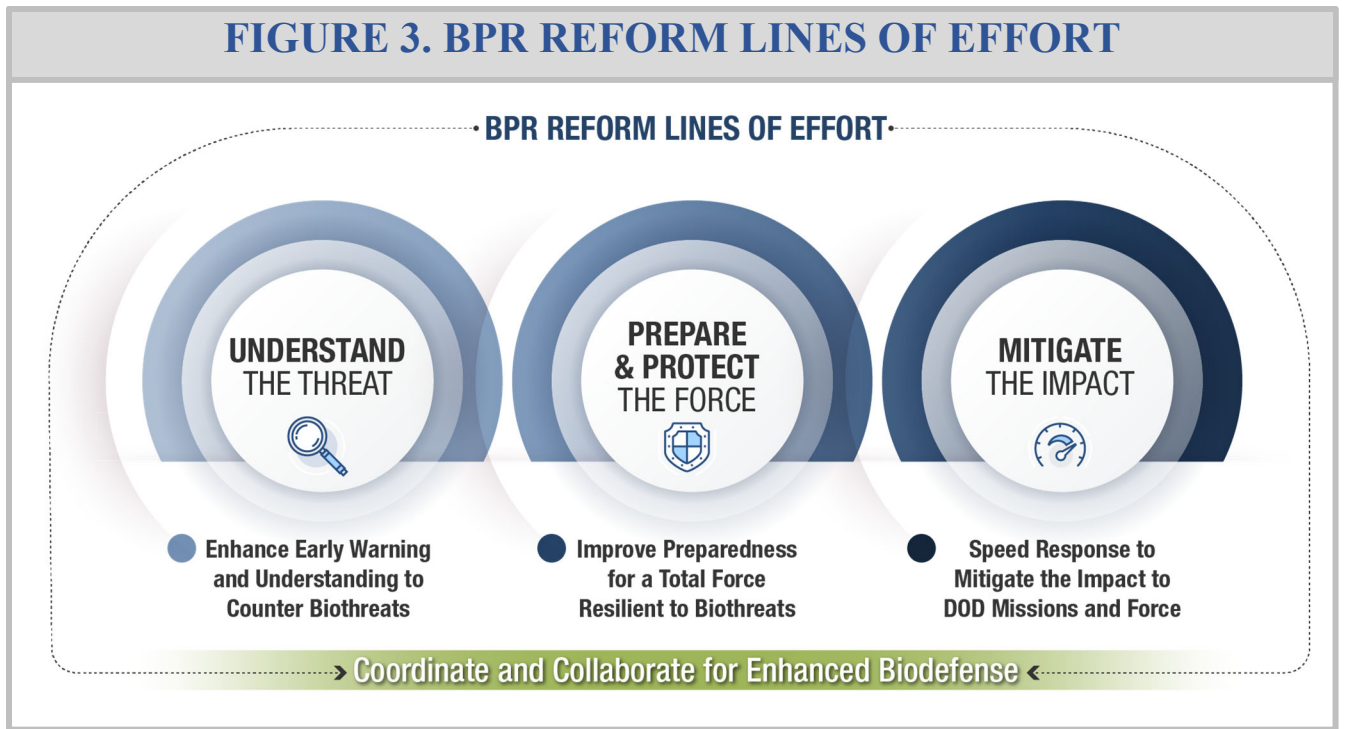 FIGURE 3. BPR REFORM LINES OF EFFORT
BPR REFORM LINES OF EFFORT
UNDERSTAND
THE THREAT
PREPARE
& PROTECT
THE FORCE
MITIGATE
THE IMPACT
Enhance Early Warning
and Understanding to
Counter Biothreats
Improve Preparedness
for a Total Force
Resilient to Biothreats
Speed Response to
Mitigate the Impact to
DOD Missions and Force
Coordinate and Collaborate for Enhanced Biodefense